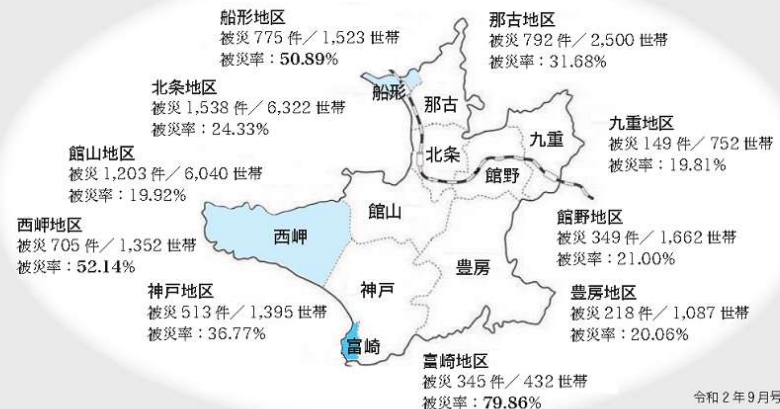 船形地区
被災 775 件／1,523 世帯
被災率：50.89%
那古地区
被災 792 件／2,500 世帯
被災率：31.68%
北条地区
被災 1,538 件／6,322 世帯
被災率：24.33%
九重地区
被災 149 件／752 世帯
被災率：19.81%
館山地区
被災 1,203 件／6,040 世帯
被災率：19.92%
西岬地区
被災 705 件／1,352 世帯
被災率：52.14%
館野地区
被災 349 件／1,662 世帯
被災率：21.00%
神戸地区
被災 513 件／1,395 世帯
被災率：36.77%
豊房地区
被災 218 件／1,087 世帯
被災率：20.06%
富崎地区
被災 345 件／432 世帯
被災率：79.86%
船形
那古
九重
北条
館野
館山
西岬
豊房
神戸
富崎
令和2年9月号